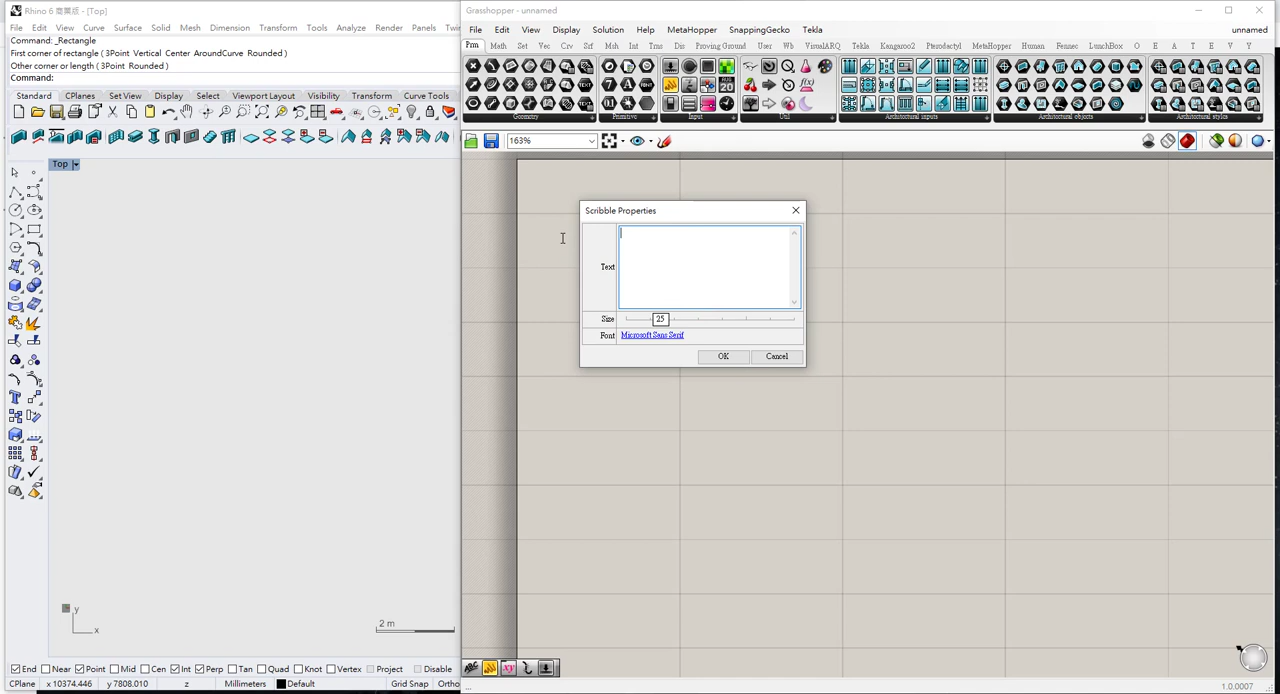 Rhino 6 商業版 - [Top]
File Edit View Curve Surface Solid Mesh Dimension Transform Tools Analyze Render Panels
Command: _Rectangle
First corner of rectangle ( 3Point Vertical Center AroundCurve Rounded )
Other corner or length ( 3Point Rounded )
Command:
Standard CPlanes Set View Display Select Viewport Layout Visibility Transform Curve Tools
Top
y
x
2 m
End Near Point Mid Cen Int Perp Tan Quad Knot Vertex Project Disable
CPlane x 10374.446 y 7808.010 z Millimeters Default Grid Snap Ortho
Grasshopper - unnamed
File Edit View Display Solution Help MetaHopper SnappingGecko Tekla
unnamed
Prm Math Set Vec Crv Srf Msh Int Trns Dis Proving Ground User Wb VisualARQ Tekla Kangaroo2 Pterodactyl MetaHopper Human Fennec LunchBox O E A T E V Y
Geometry Primitive Input Util Architectural inputs Architectural objects Architectural styles
163%
Scribble Properties
Text
Size 25
Font Microsoft Sans Serif
OK Cancel
...
1.0.0007